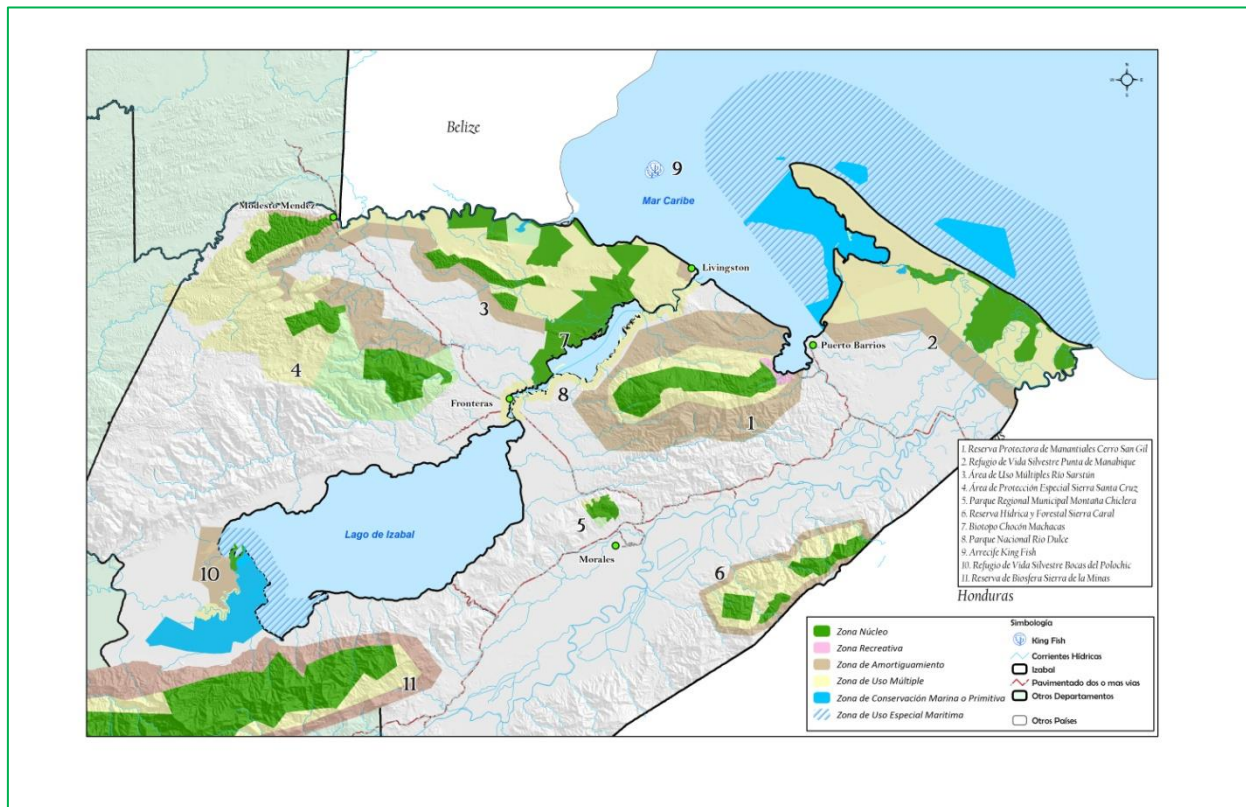 N
Belize
9
Mar Caribe
Modesto Mendez
Livingston
3
7
Puerto Barrios
2
4
8
Fronteras
1
1. Reserva Protectora de Manantiales Cerro San Gil
2. Refugio de Vida Silvestre Punta de Manabique
3. Área de Uso Múltiples Río Sarstún
4. Área de Protección Especial Sierra Santa Cruz
5. Parque Regional Municipal Montaña Chiclera
6. Reserva Hídrica y Forestal Sierra Caral
7. Biotopo Chocón Machacas
8. Parque Nacional Rio Dulce
9. Arrecife King Fish
10. Refugio de Vida Silvestre Bocas del Polochic
11. Reserva de Biosfera Sierra de la Minas
5
Lago de Izabal
Morales
10
6
Honduras
11
Zona Núcleo
Zona Recreativa
Zona de Amortiguamiento
Zona de Uso Múltiple
Zona de Conservación Marina o Primitiva
Zona de Uso Especial Marítima
Simbología
King Fish
Corrientes Hídricas
Izabal
Pavimentado dos o mas vias
Otros Departamentos
Otros Países